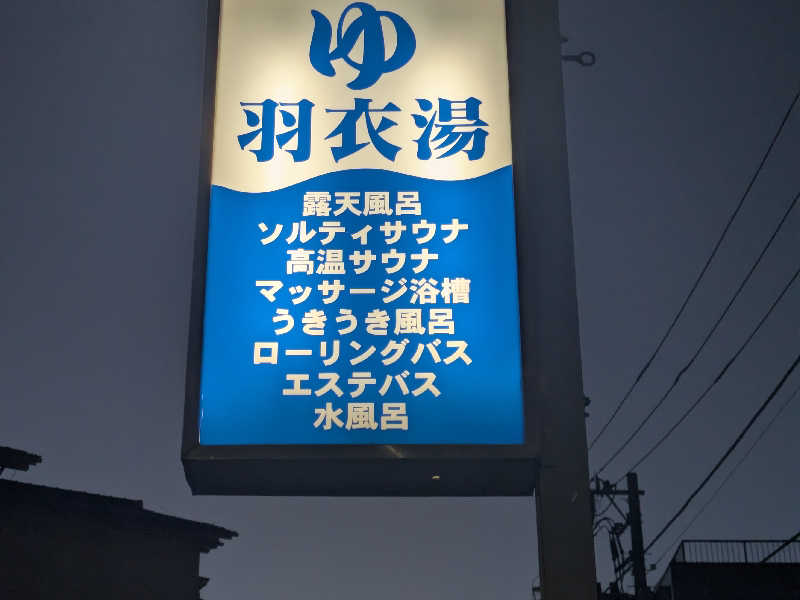 ゆ
羽衣湯
露天風呂
ソルティサウナ
高温サウナ
マッサージ浴槽
うきうき風呂
ローリングバス
エステバス
水風呂